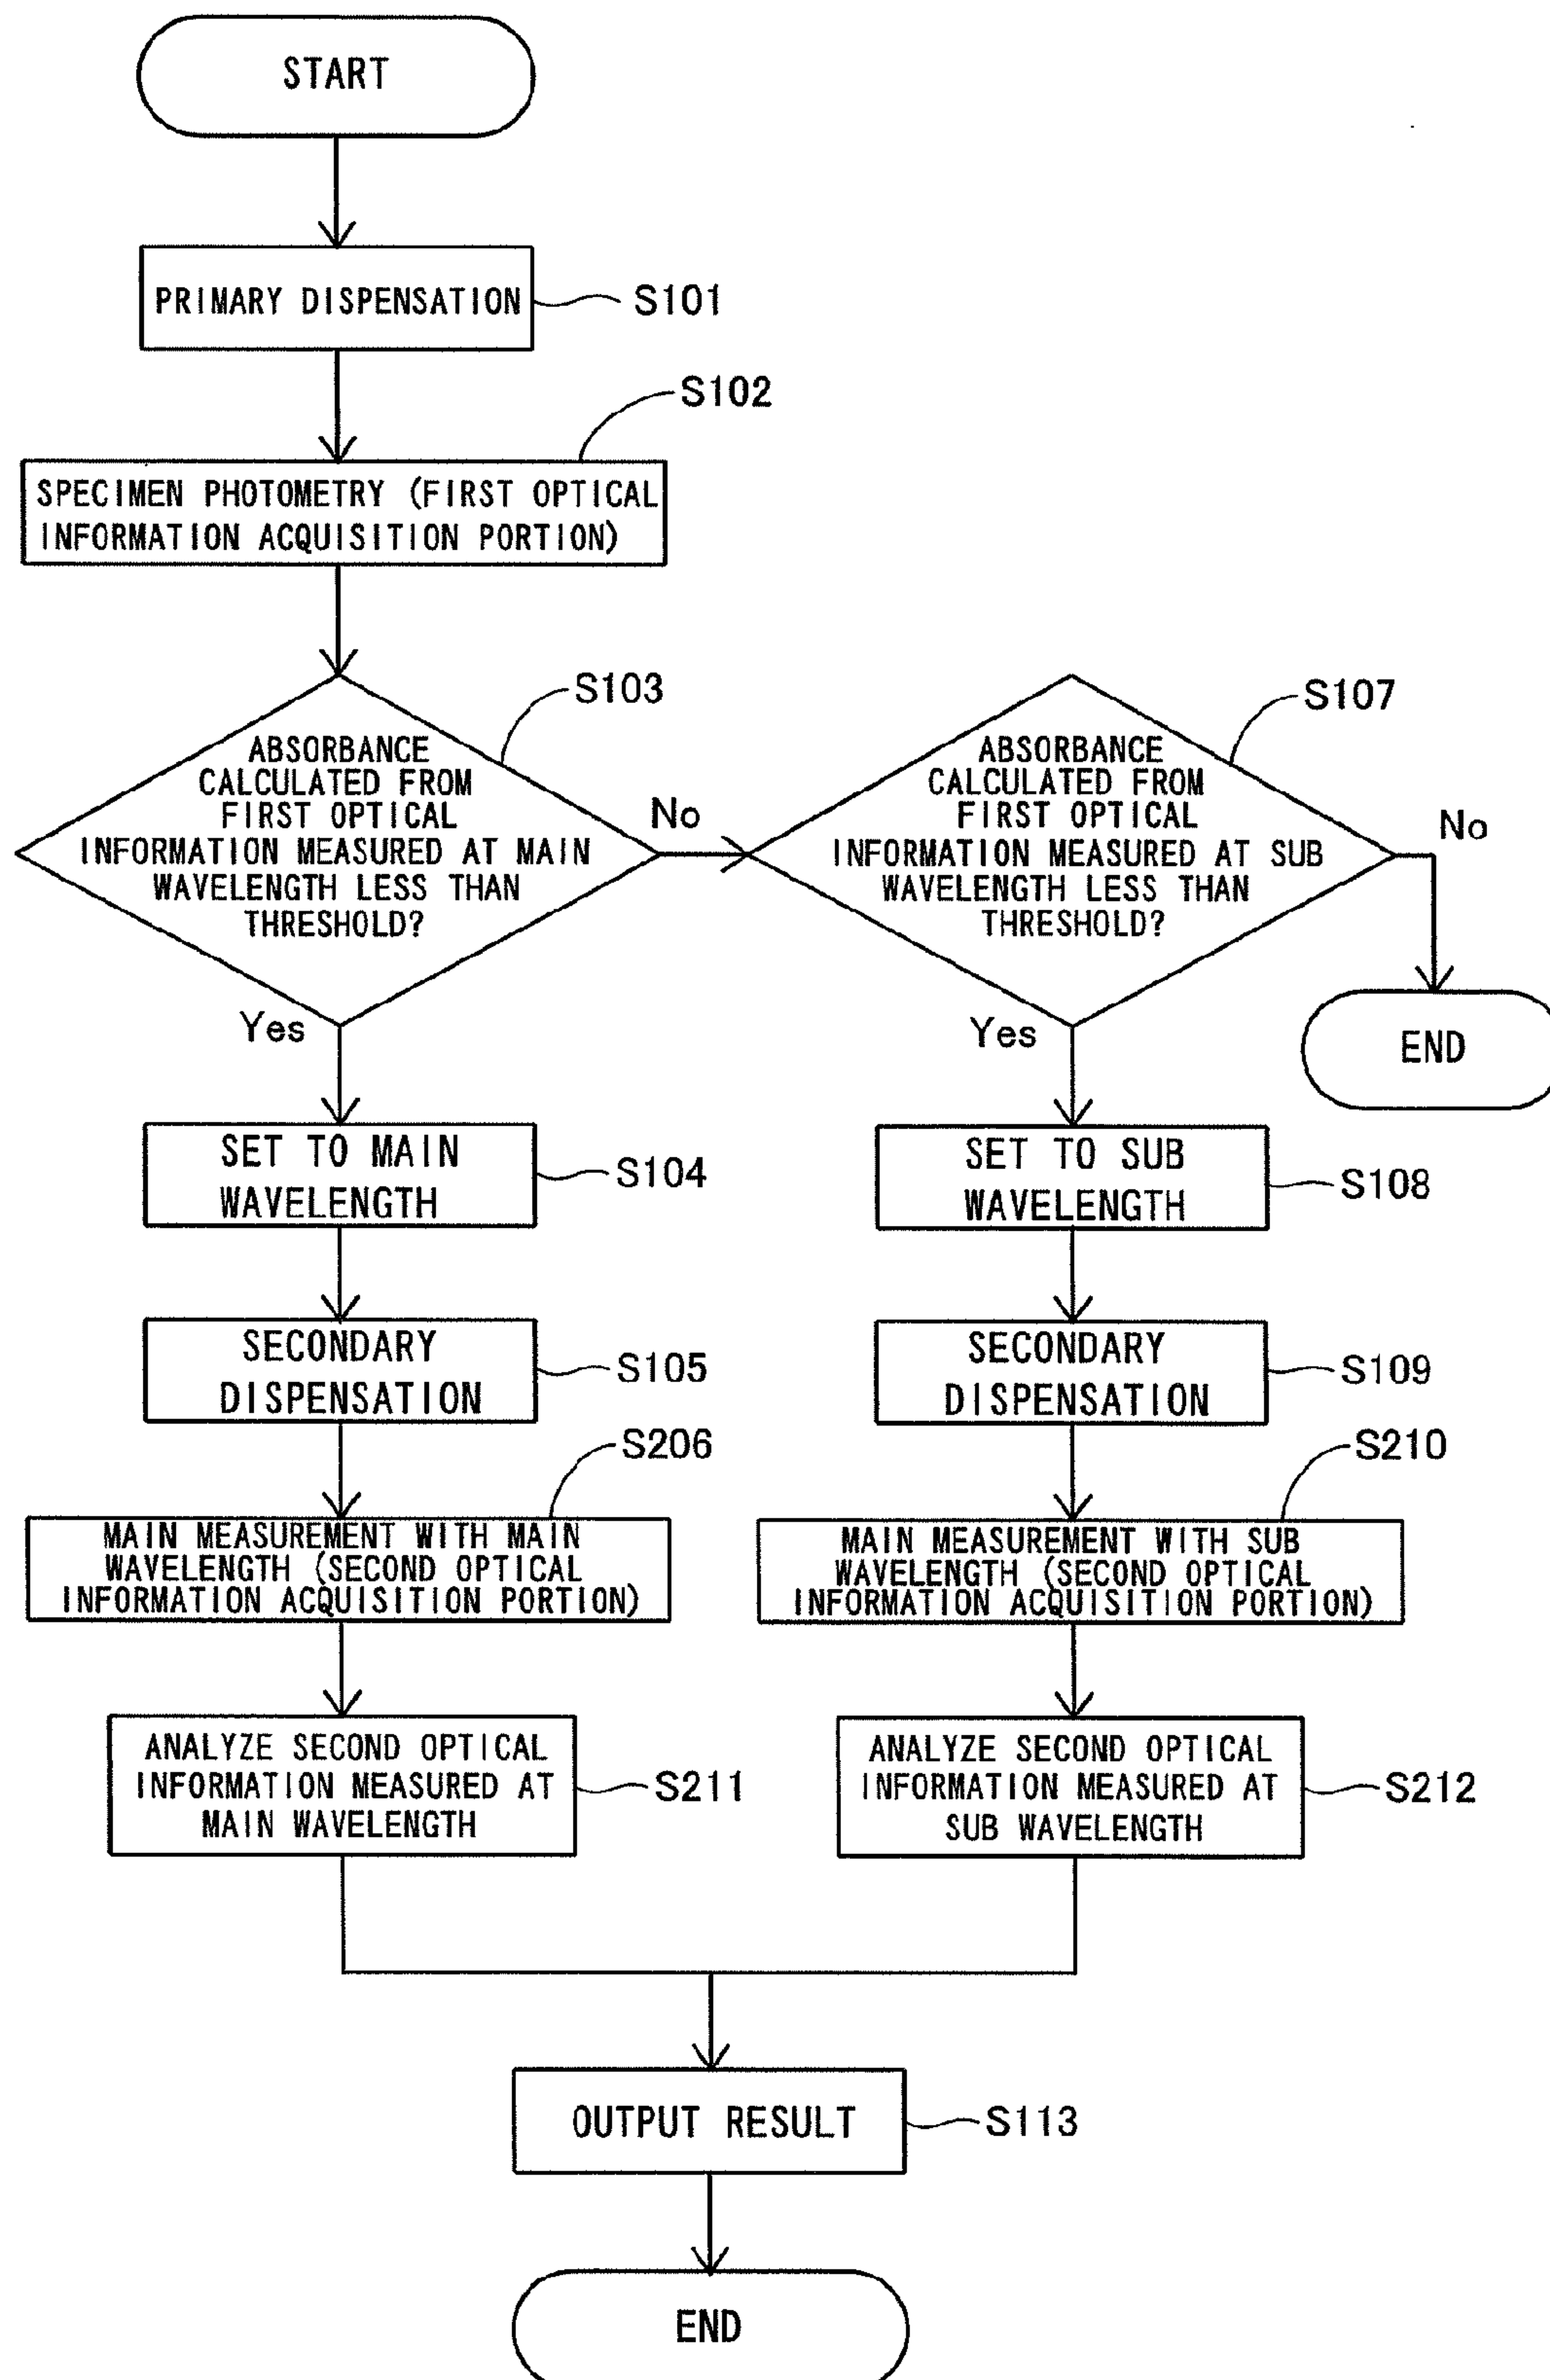 START
PRIMARY DISPENSATION
S101
S102
SPECIMEN PHOTOMETRY (FIRST OPTICAL
INFORMATION ACQUISITION PORTION)
S103
ABSORBANCE
CALCULATED FROM
FIRST OPTICAL
INFORMATION MEASURED AT MAIN
WAVELENGTH LESS THAN
THRESHOLD?
No
Yes
S107
ABSORBANCE
CALCULATED FROM
FIRST OPTICAL
INFORMATION MEASURED AT SUB
WAVELENGTH LESS THAN
THRESHOLD?
No
Yes
END
SET TO MAIN
WAVELENGTH
S104
SET TO SUB
WAVELENGTH
S108
SECONDARY
DISPENSATION
S105
SECONDARY
DISPENSATION
S109
S206
MAIN MEASUREMENT WITH MAIN
WAVELENGTH (SECOND OPTICAL
INFORMATION ACQUISITION PORTION)
S210
MAIN MEASUREMENT WITH SUB
WAVELENGTH (SECOND OPTICAL
INFORMATION ACQUISITION PORTION)
ANALYZE SECOND OPTICAL
INFORMATION MEASURED AT
MAIN WAVELENGTH
S211
ANALYZE SECOND OPTICAL
INFORMATION MEASURED AT
SUB WAVELENGTH
S212
OUTPUT RESULT
S113
END